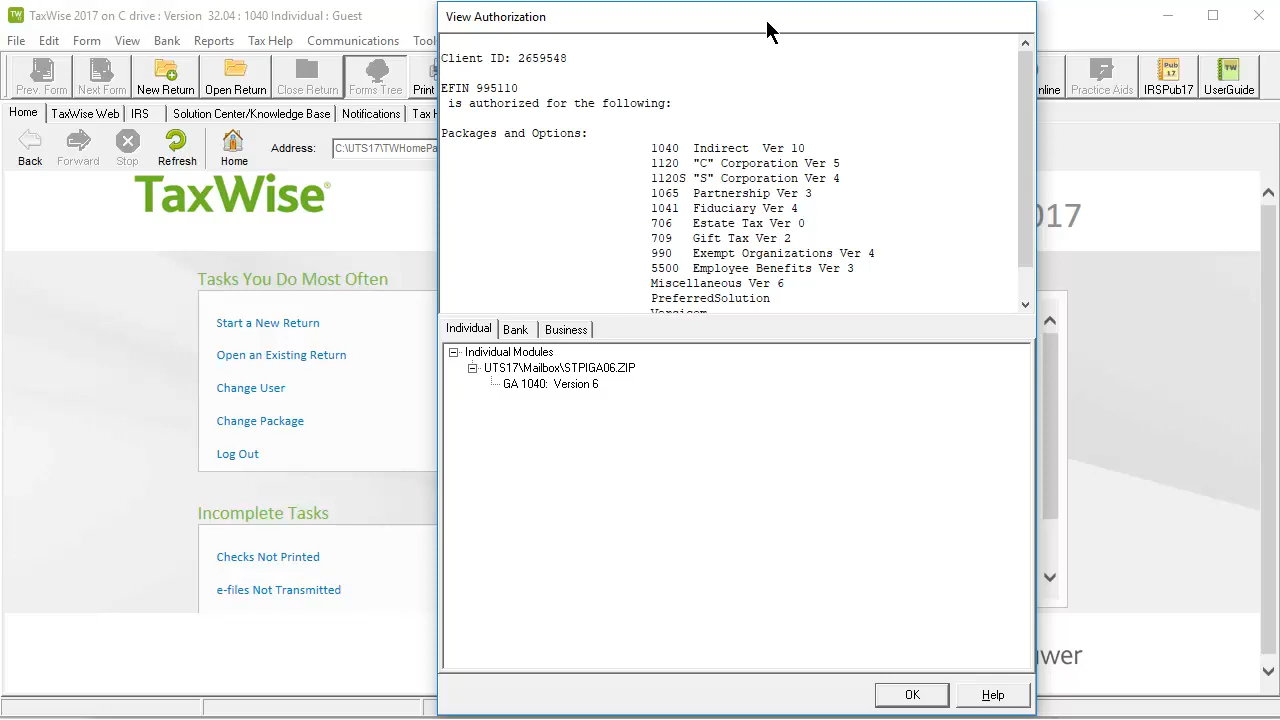 TaxWise 2017 on C drive : Version 32.04 : 1040 Individual : Guest
File Edit Form View Bank Reports Tax Help Communications
Prev. Form Next Form New Return Open Return Close Return Forms Tree Print
Practice Aids IRSPub17 UserGuide
Home TaxWise Web IRS Solution Center/Knowledge Base Notifications
Back Forward Stop Refresh Home Address: C:\UTS17\TWHomePa
TaxWise®
Tasks You Do Most Often
Start a New Return
Open an Existing Return
Change User
Change Package
Log Out
Incomplete Tasks
Checks Not Printed
e-files Not Transmitted
View Authorization
Client ID: 2659548
EFIN 995110
is authorized for the following:
Packages and Options:
1040 Indirect Ver 10
1120 "C" Corporation Ver 5
1120S "S" Corporation Ver 4
1065 Partnership Ver 3
1041 Fiduciary Ver 4
706 Estate Tax Ver 0
709 Gift Tax Ver 2
990 Exempt Organizations Ver 4
5500 Employee Benefits Ver 3
Miscellaneous Ver 6
PreferredSolution
Individual Bank Business
Individual Modules
UTS17\Mailbox\STPIGA06.ZIP
GA 1040: Version 6
OK Help